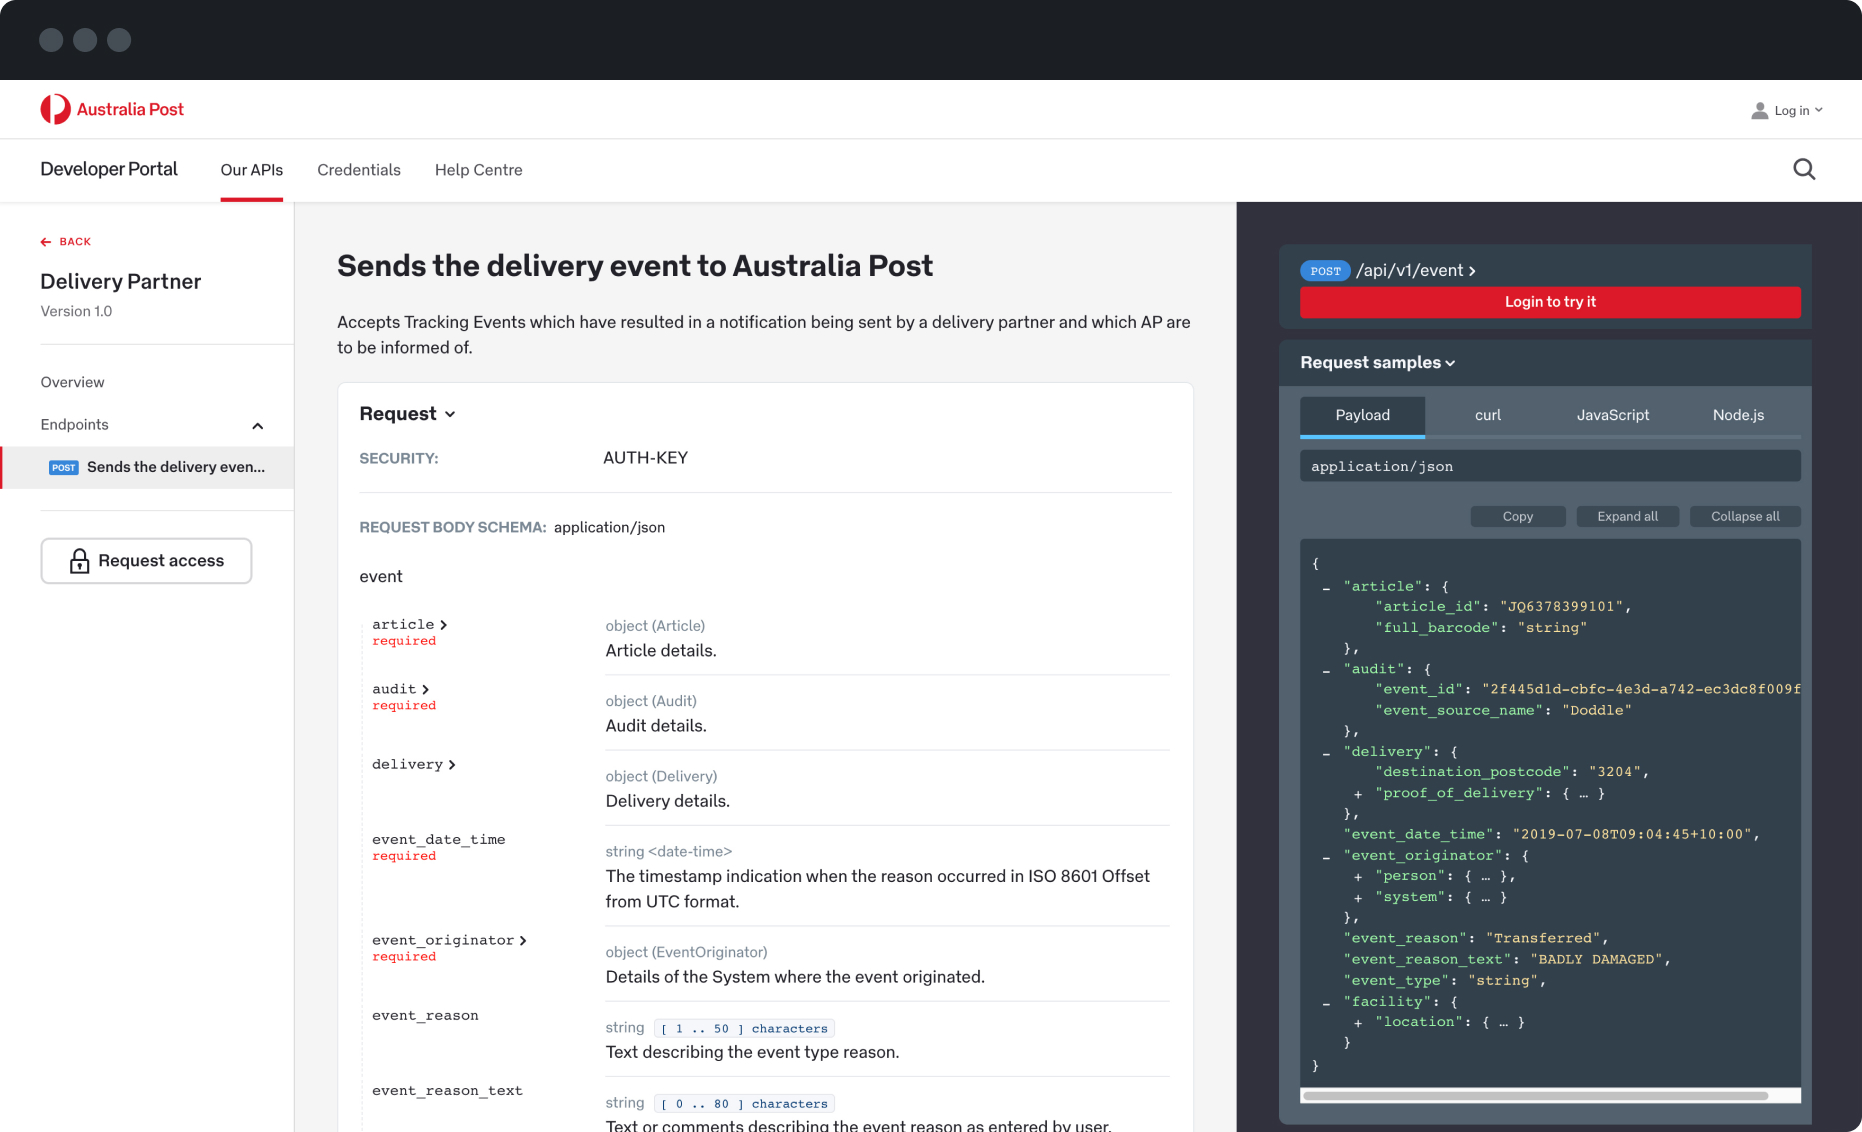 Australia Post
Log in
Developer Portal
Our APIs
Credentials
Help Centre
BACK
Delivery Partner
Version 1.0
Overview
Endpoints
POST Sends the delivery even...
Request access
Sends the delivery event to Australia Post
Accepts Tracking Events which have resulted in a notification being sent by a delivery partner and which AP are
to be informed of.
Request
SECURITY: AUTH-KEY
REQUEST BODY SCHEMA: application/json
event
article
required
object (Article)
Article details.
audit
required
object (Audit)
Audit details.
delivery
object (Delivery)
Delivery details.
event_date_time
required
string <date-time>
The timestamp indication when the reason occurred in ISO 8601 Offset
from UTC format.
event_originator
required
object (EventOriginator)
Details of the System where the event originated.
event_reason
string [ 1 .. 50 ] characters
Text describing the event type reason.
event_reason_text
string [ 0 .. 80 ] characters
Text or comments describing the event reason as entered by user.
POST /api/v1/event
Login to try it
Request samples
Payload
curl
JavaScript
Node.js
application/json
Copy
Expand all
Collapse all
{
- "article": {
"article_id": "JQ6378399101",
"full_barcode": "string"
},
- "audit": {
"event_id": "2f445d1d-cbfc-4e3d-a742-ec3dc8f009f
"event_source_name": "Doddle"
},
- "delivery": {
"destination_postcode": "3204",
+ "proof_of_delivery": { … }
},
"event_date_time": "2019-07-08T09:04:45+10:00",
- "event_originator": {
+ "person": { … },
+ "system": { … }
},
"event_reason": "Transferred",
"event_reason_text": "BADLY DAMAGED",
"event_type": "string",
- "facility": {
+ "location": { … }
}
}